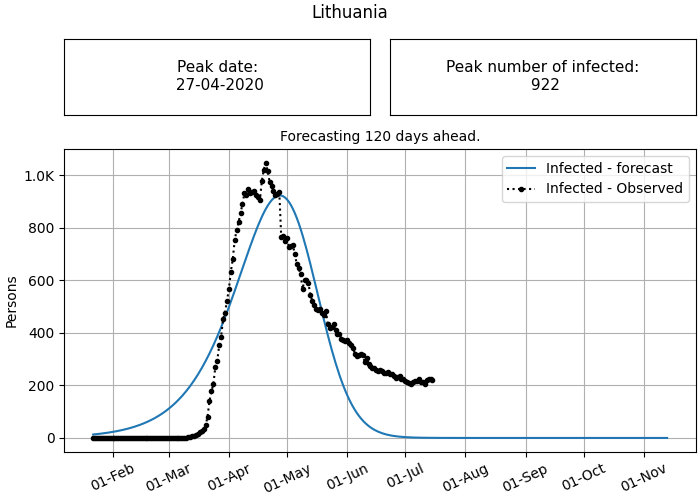 Lithuania
Peak date:
27-04-2020
Peak number of infected:
922
Forecasting 120 days ahead.
Infected - forecast
Infected - Observed
Persons
1.0K
800
600
400
200
0
01-Feb
01-Mar
01-Apr
01-May
01-Jun
01-Jul
01-Aug
01-Sep
01-Oct
01-Nov